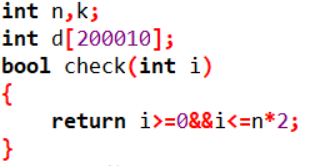 int n,k;
int d[200010];
bool check(int i)
{
    return i>=0&&i<=n*2;
}